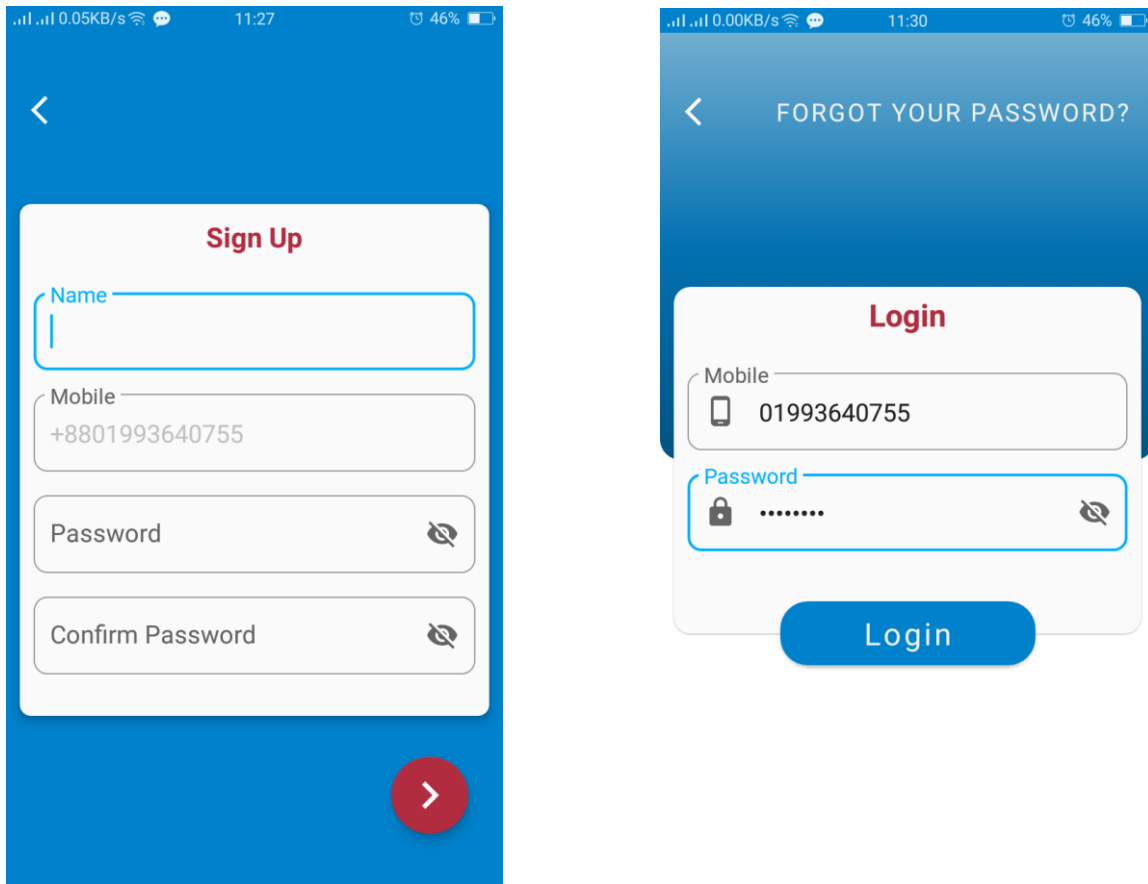 0.05KB/s 11:27 46%
Sign Up
Name
Mobile
+8801993640755
Password
Confirm Password
0.00KB/s 11:30 46%
FORGOT YOUR PASSWORD?
Login
Mobile
01993640755
Password
••••••••
Login